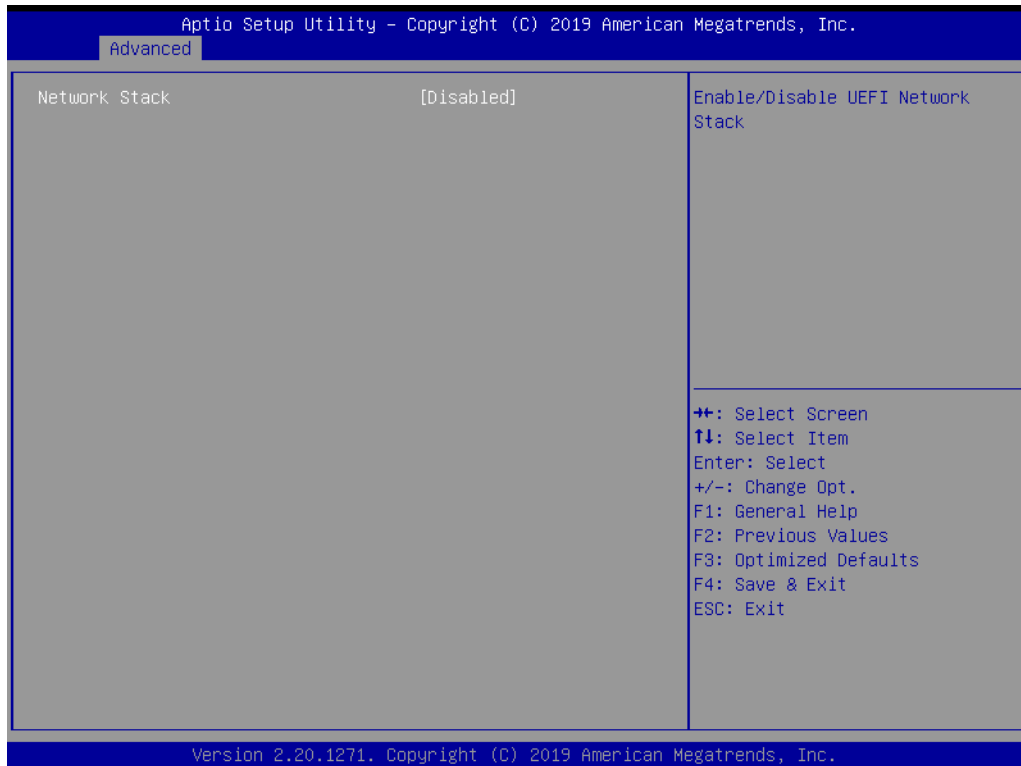 Aptio Setup Utility – Copyright (C) 2019 American Megatrends, Inc.
Advanced
Network Stack [Disabled]
Enable/Disable UEFI Network
Stack
→←: Select Screen
↑↓: Select Item
Enter: Select
+/-: Change Opt.
F1: General Help
F2: Previous Values
F3: Optimized Defaults
F4: Save & Exit
ESC: Exit
Version 2.20.1271. Copyright (C) 2019 American Megatrends, Inc.